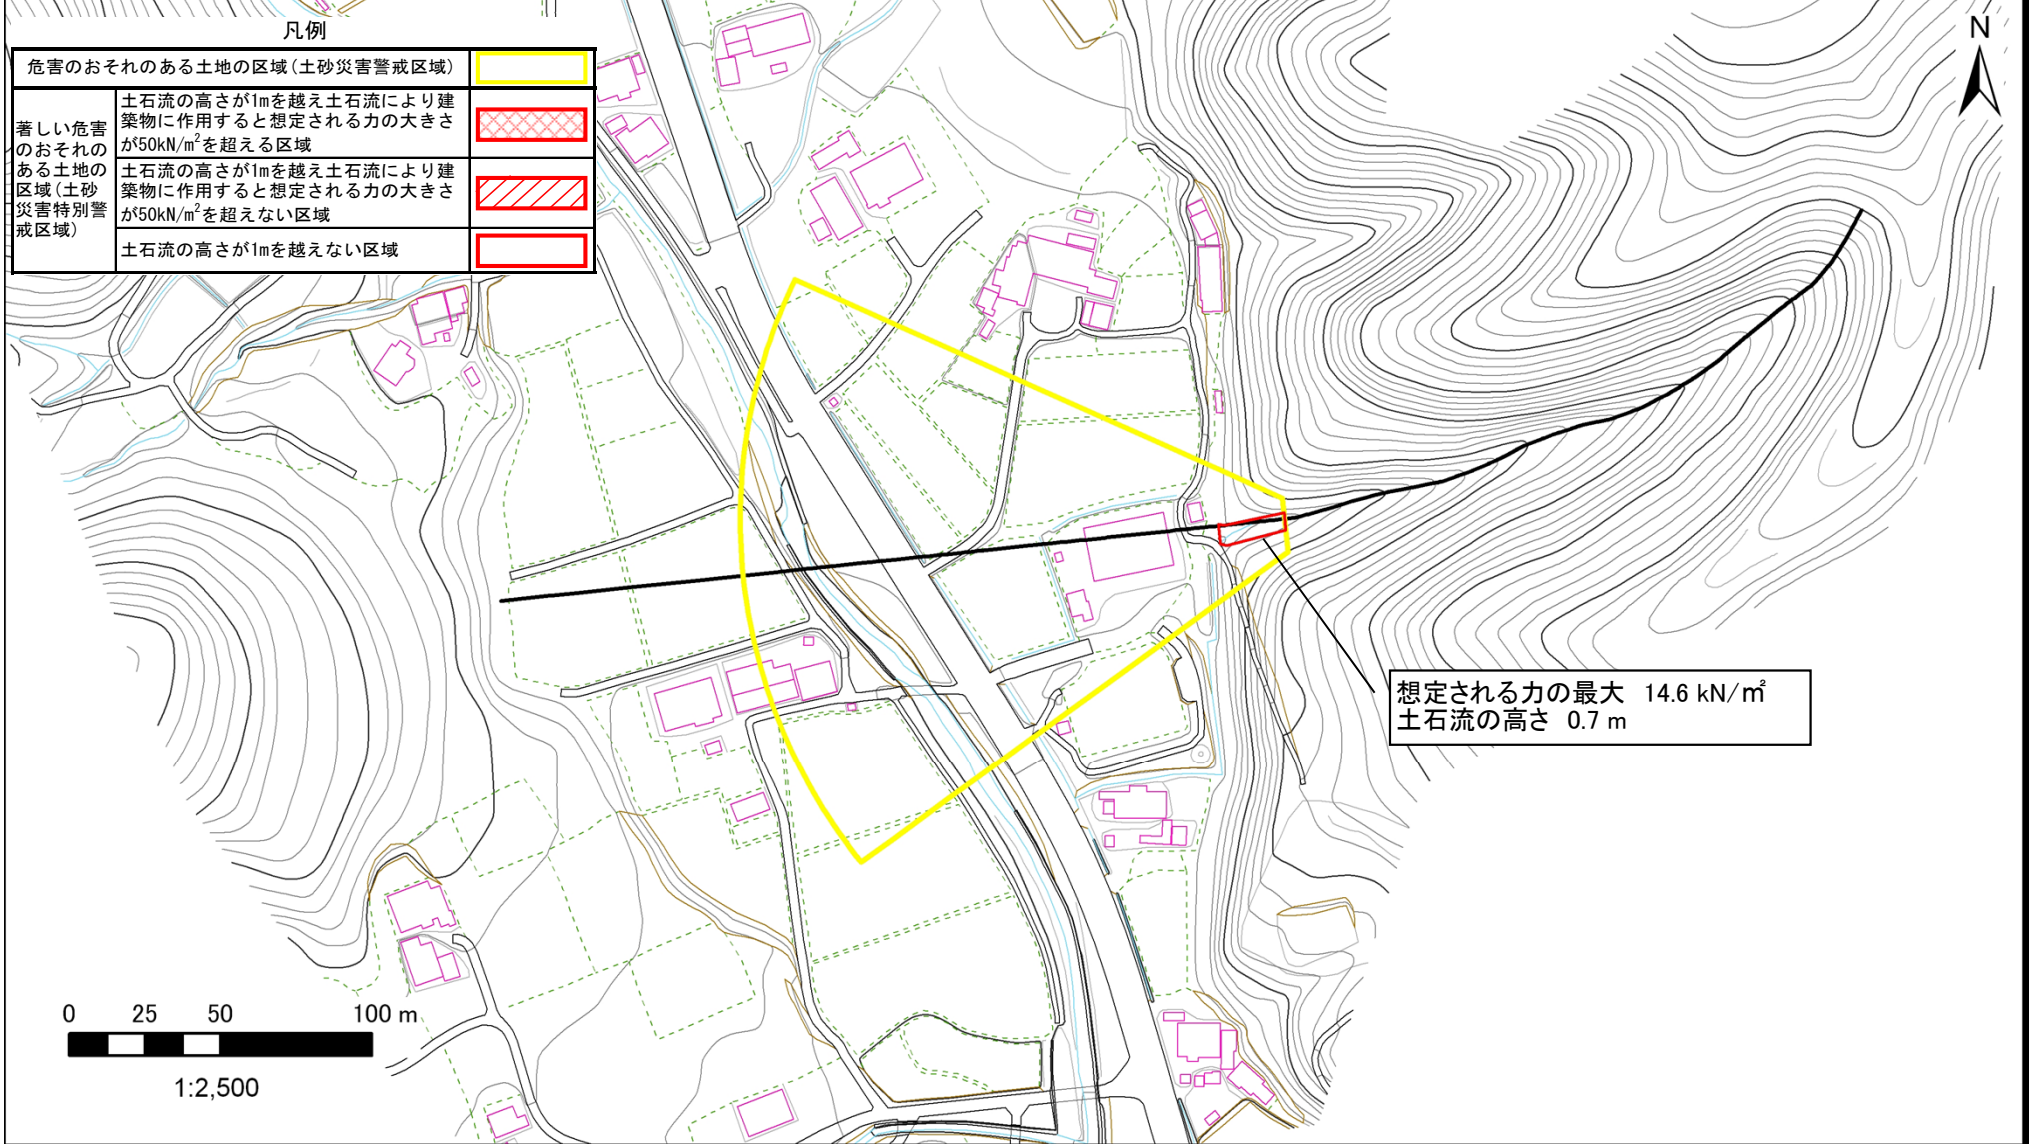 凡例
危害のおそれのある土地の区域(土砂災害警戒区域)
著しい危害
のおそれの
ある土地の
区域(土砂
災害特別警
戒区域)
土石流の高さが1mを越え土石流により建
築物に作用すると想定される力の大きさ
が50kN/m²を超える区域
土石流の高さが1mを越え土石流により建
築物に作用すると想定される力の大きさ
が50kN/m²を超えない区域
土石流の高さが1mを越えない区域
N
想定される力の最大 14.6 kN/㎡
土石流の高さ 0.7 m
0 25 50 100 m
1:2,500